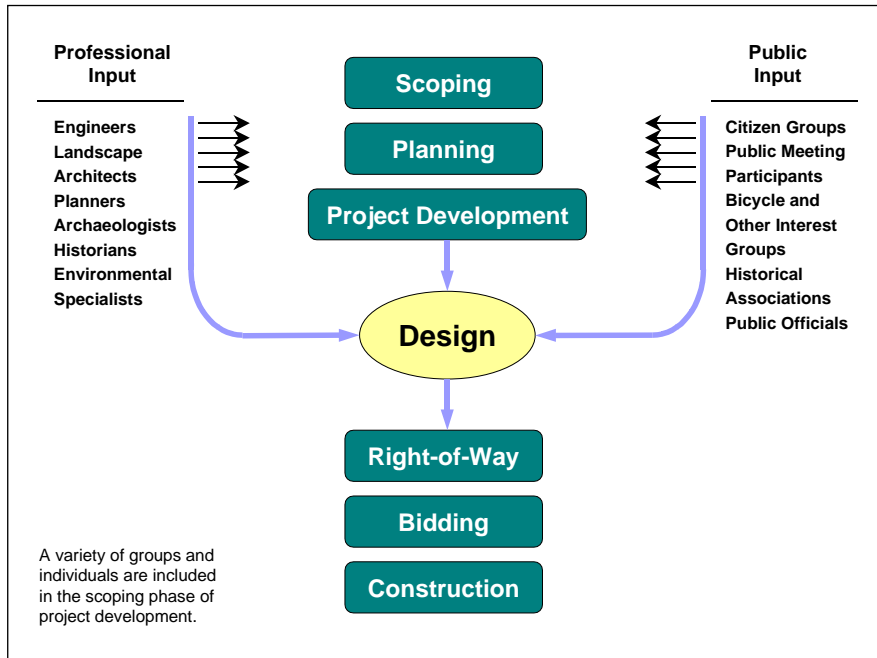 Professional
Input
Engineers
Landscape
Architects
Planners
Archaeologists
Historians
Environmental
Specialists
Scoping
Planning
Project Development
Design
Right-of-Way
Bidding
Construction
Public
Input
Citizen Groups
Public Meeting
Participants
Bicycle and
Other Interest
Groups
Historical
Associations
Public Officials
A variety of groups and
individuals are included
in the scoping phase of
project development.